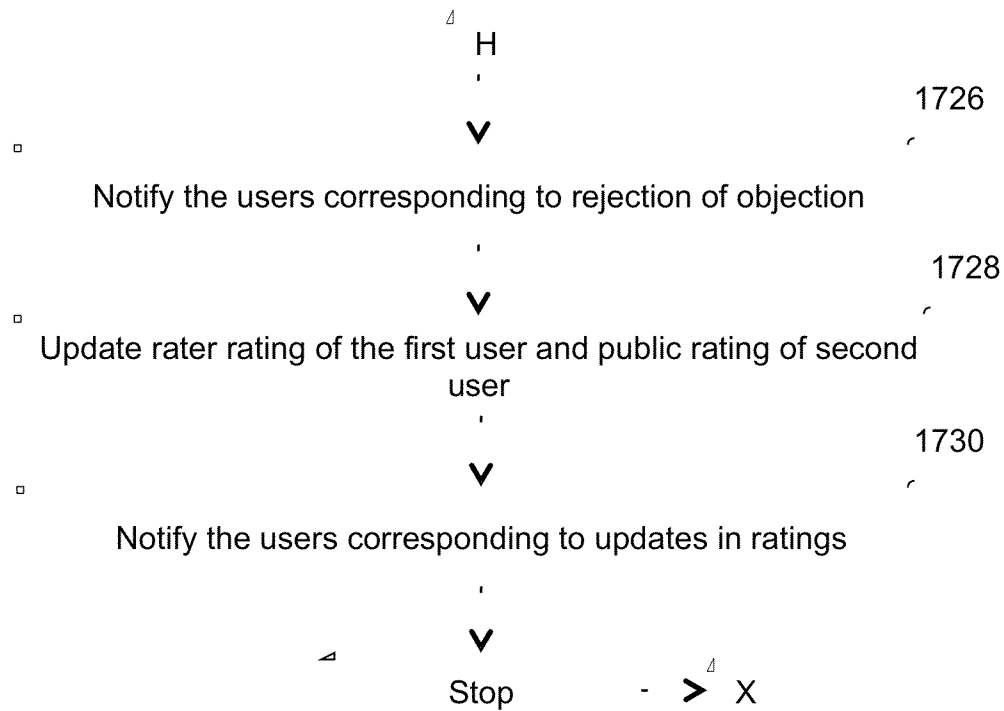 H
1726
Notify the users corresponding to rejection of objection
1728
Update rater rating of the first user and public rating of second
user
1730
Notify the users corresponding to updates in ratings
Stop
X